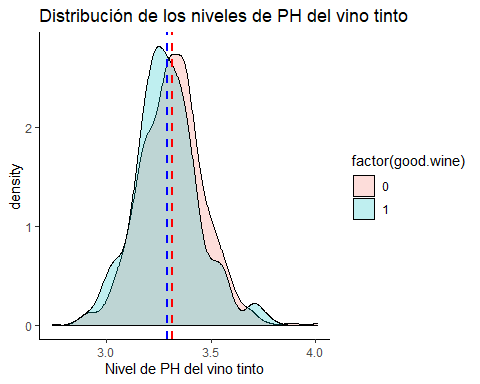 Distribución de los niveles de PH del vino tinto
density
2
1
0
3.0
3.5
4.0
Nivel de PH del vino tinto
factor(good.wine)
0
1